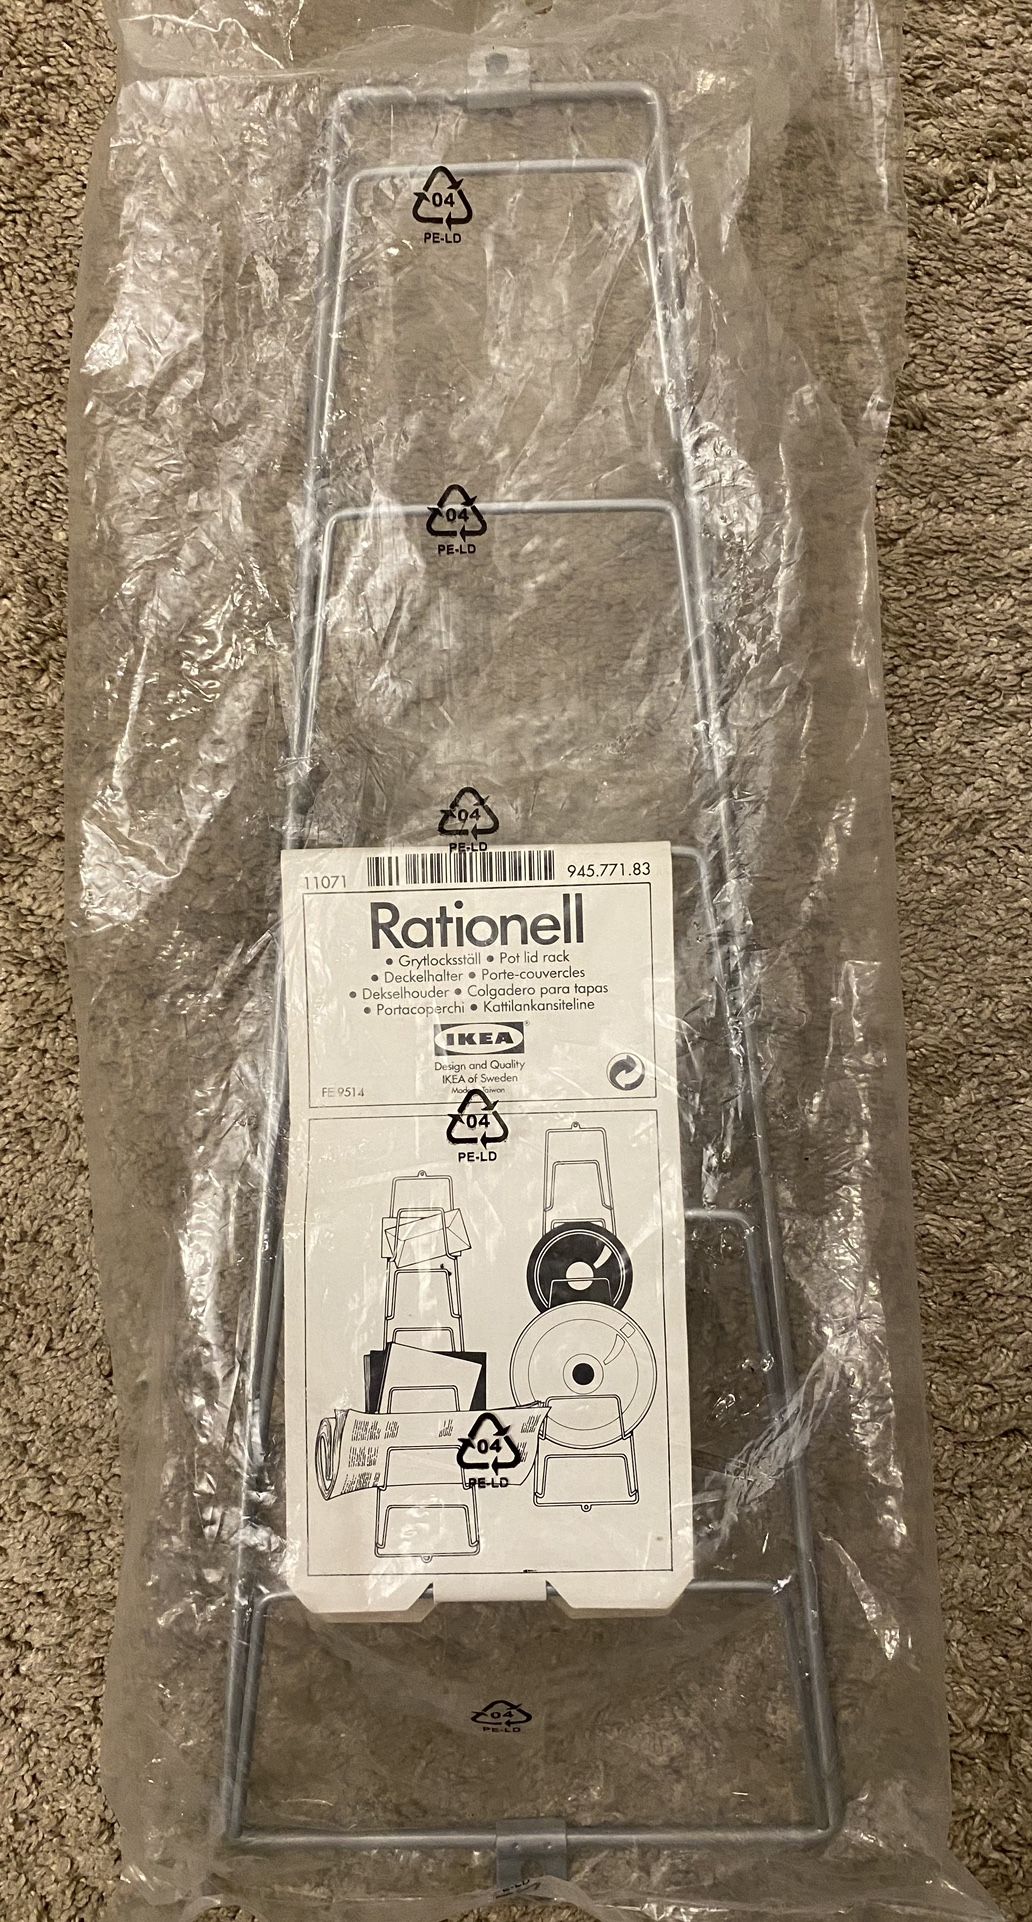 04
PE-LD
04
PE-LD
04
PE-LD
11071 945.771.83
Rationell
• Grytlocksställ • Pot lid rack
• Deckelhalter • Porte-couvercles
• Dekselhouder • Colgadero para tapas
• Portacoperchi • Kattilankansiteline
IKEA®
Design and Quality
IKEA of Sweden
FE 9514 Made Taiwan
04
PE-LD
04
PE-LD
04
PE-LD